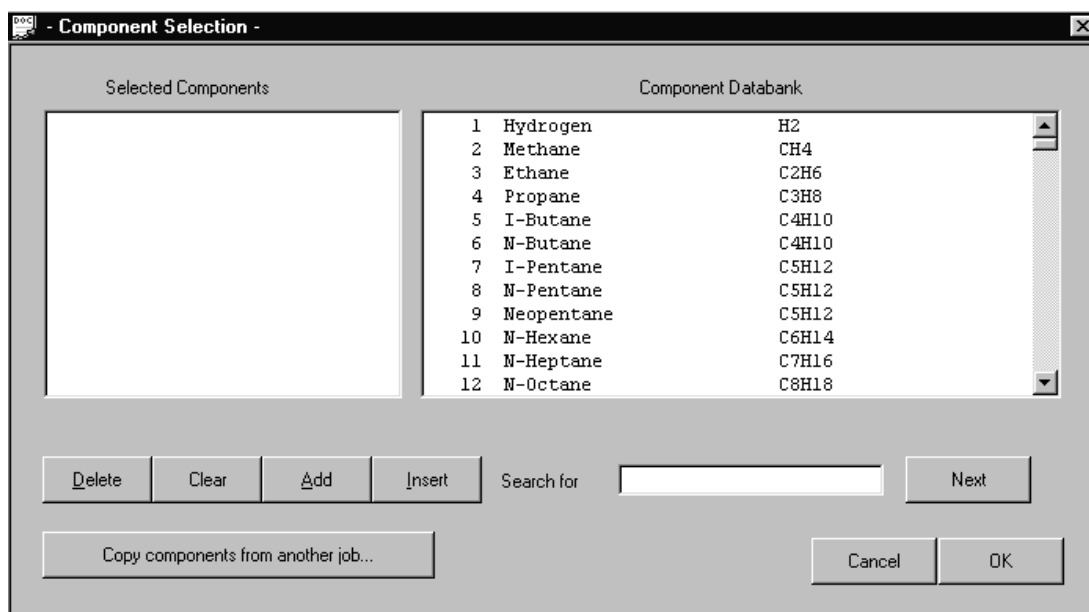 DOC
- Component Selection -
Selected Components
Component Databank
1 Hydrogen H2
2 Methane CH4
3 Ethane C2H6
4 Propane C3H8
5 I-Butane C4H10
6 N-Butane C4H10
7 I-Pentane C5H12
8 N-Pentane C5H12
9 Neopentane C5H12
10 N-Hexane C6H14
11 N-Heptane C7H16
12 N-Octane C8H18
Delete Clear Add Insert Search for Next
Copy components from another job...
Cancel OK